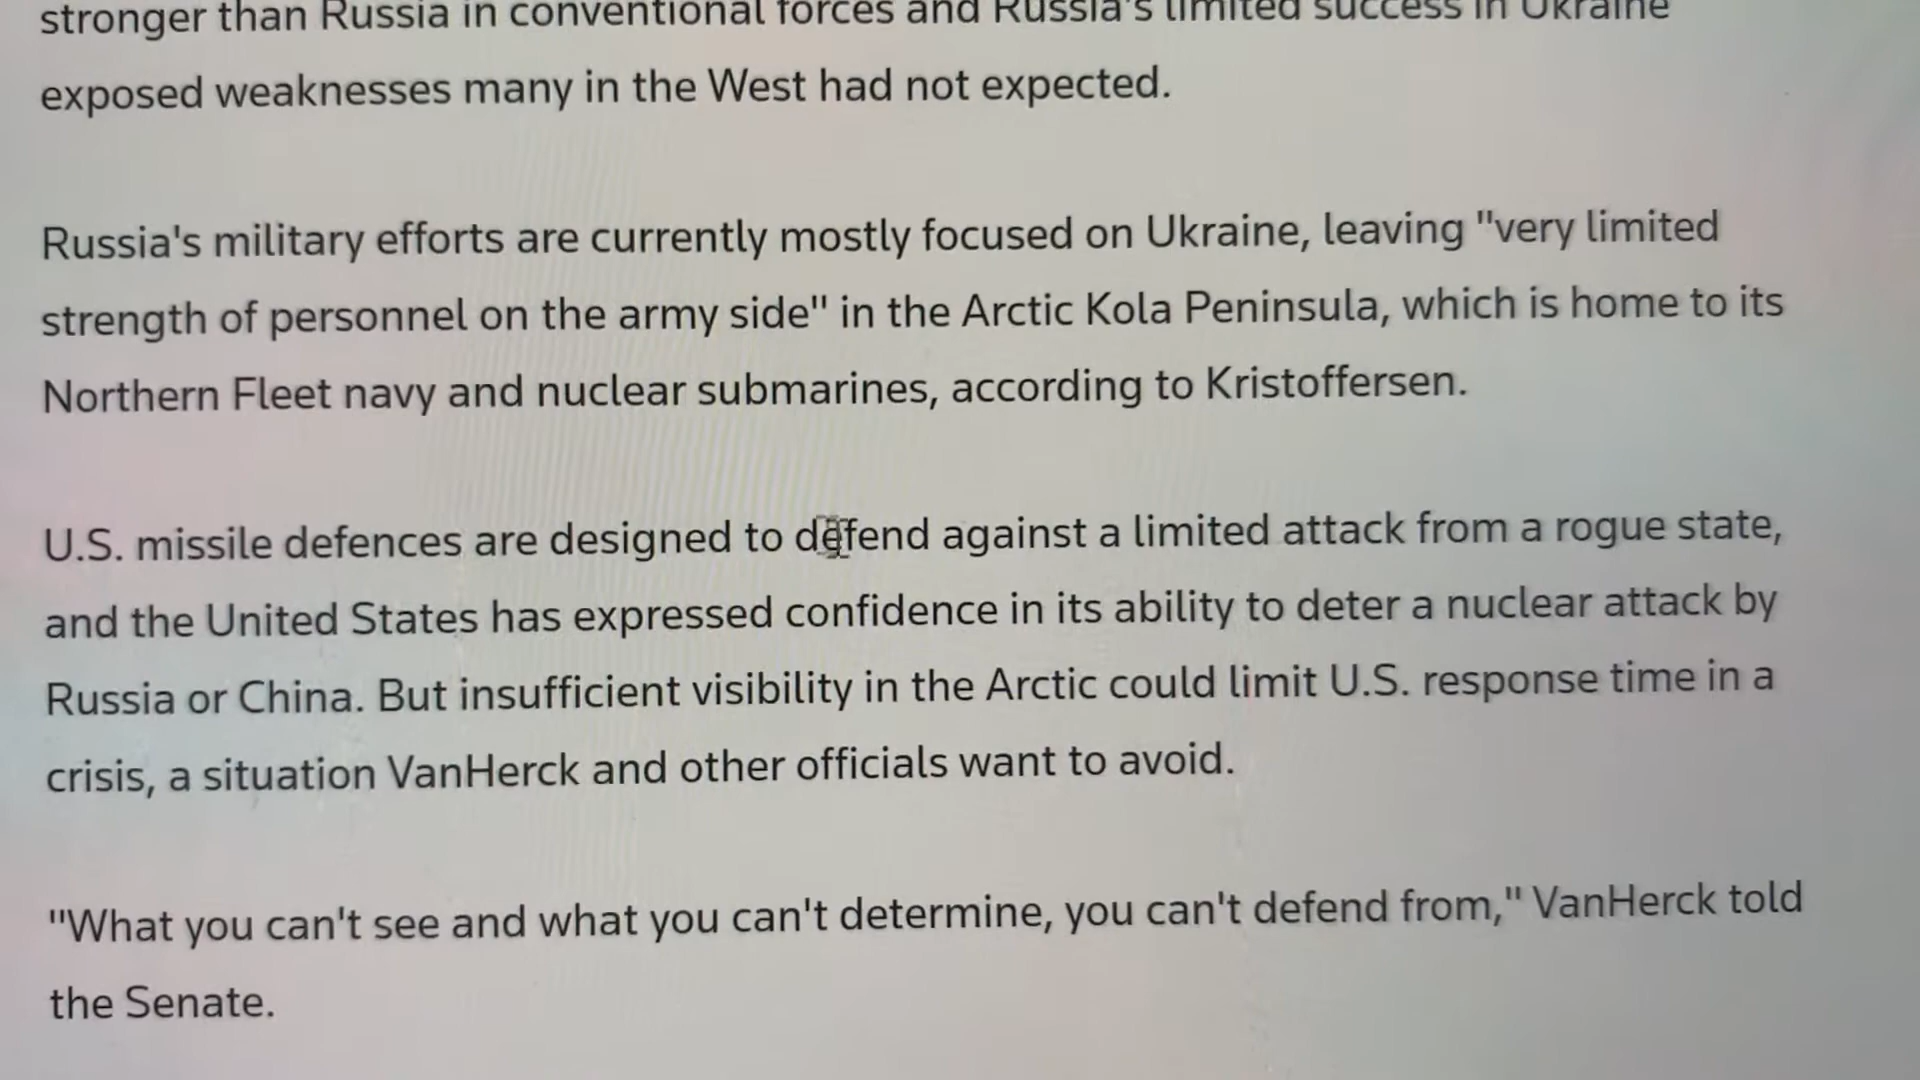 stronger than Russia in conventional forces and Russia's limited success in Ukraine
exposed weaknesses many in the West had not expected.
Russia's military efforts are currently mostly focused on Ukraine, leaving "very limited
strength of personnel on the army side" in the Arctic Kola Peninsula, which is home to its
Northern Fleet navy and nuclear submarines, according to Kristoffersen.
U.S. missile defences are designed to defend against a limited attack from a rogue state,
and the United States has expressed confidence in its ability to deter a nuclear attack by
Russia or China. But insufficient visibility in the Arctic could limit U.S. response time in a
crisis, a situation VanHerck and other officials want to avoid.
"What you can't see and what you can't determine, you can't defend from," VanHerck told
the Senate.